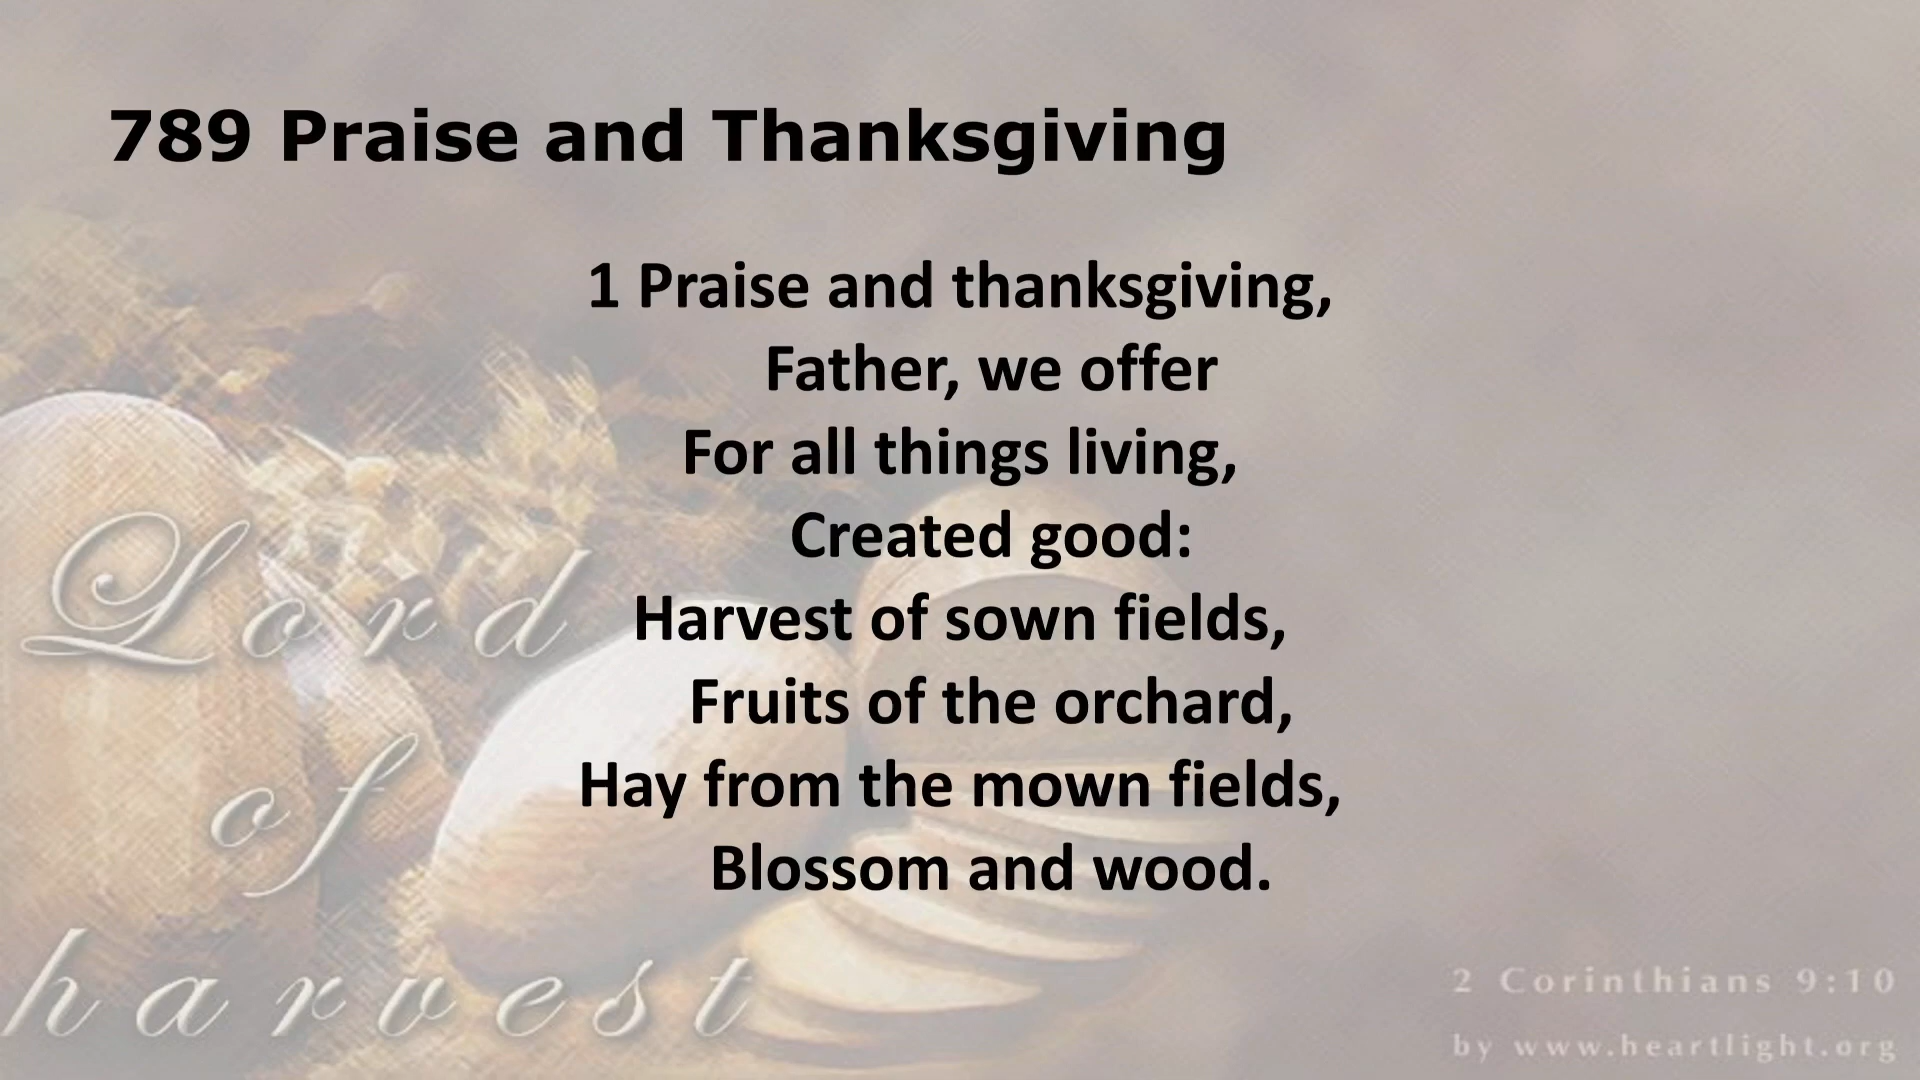 789 Praise and Thanksgiving
1 Praise and thanksgiving,
Father, we offer
For all things living,
Created good:
Harvest of sown fields,
Fruits of the orchard,
Hay from the mown fields,
Blossom and wood.
Lord
of
harvest
2 Corinthians 9:10
by www.heartlight.org